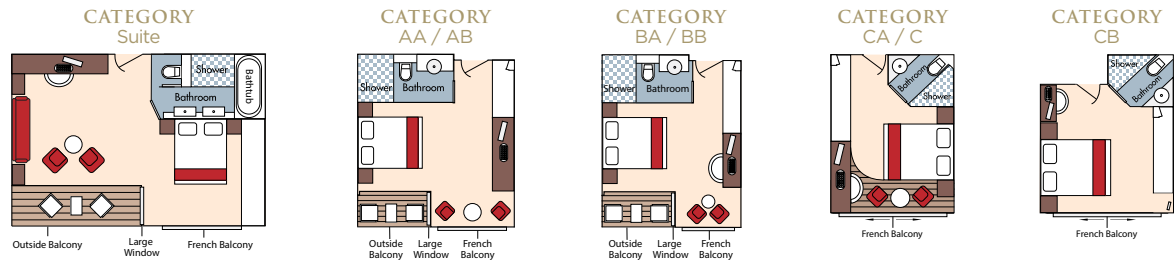 CATEGORY
Suite
Shower
Bathtub
Bathroom
Outside Balcony
Large
Window
French Balcony
CATEGORY
AA / AB
Shower
Bathroom
Outside
Balcony
Large
Window
French
Balcony
CATEGORY
BA / BB
Shower
Bathroom
Outside
Balcony
Large
Window
French
Balcony
CATEGORY
CA / C
Bathroom
Shower
French Balcony
CATEGORY
CB
Shower
Bathroom
French Balcony